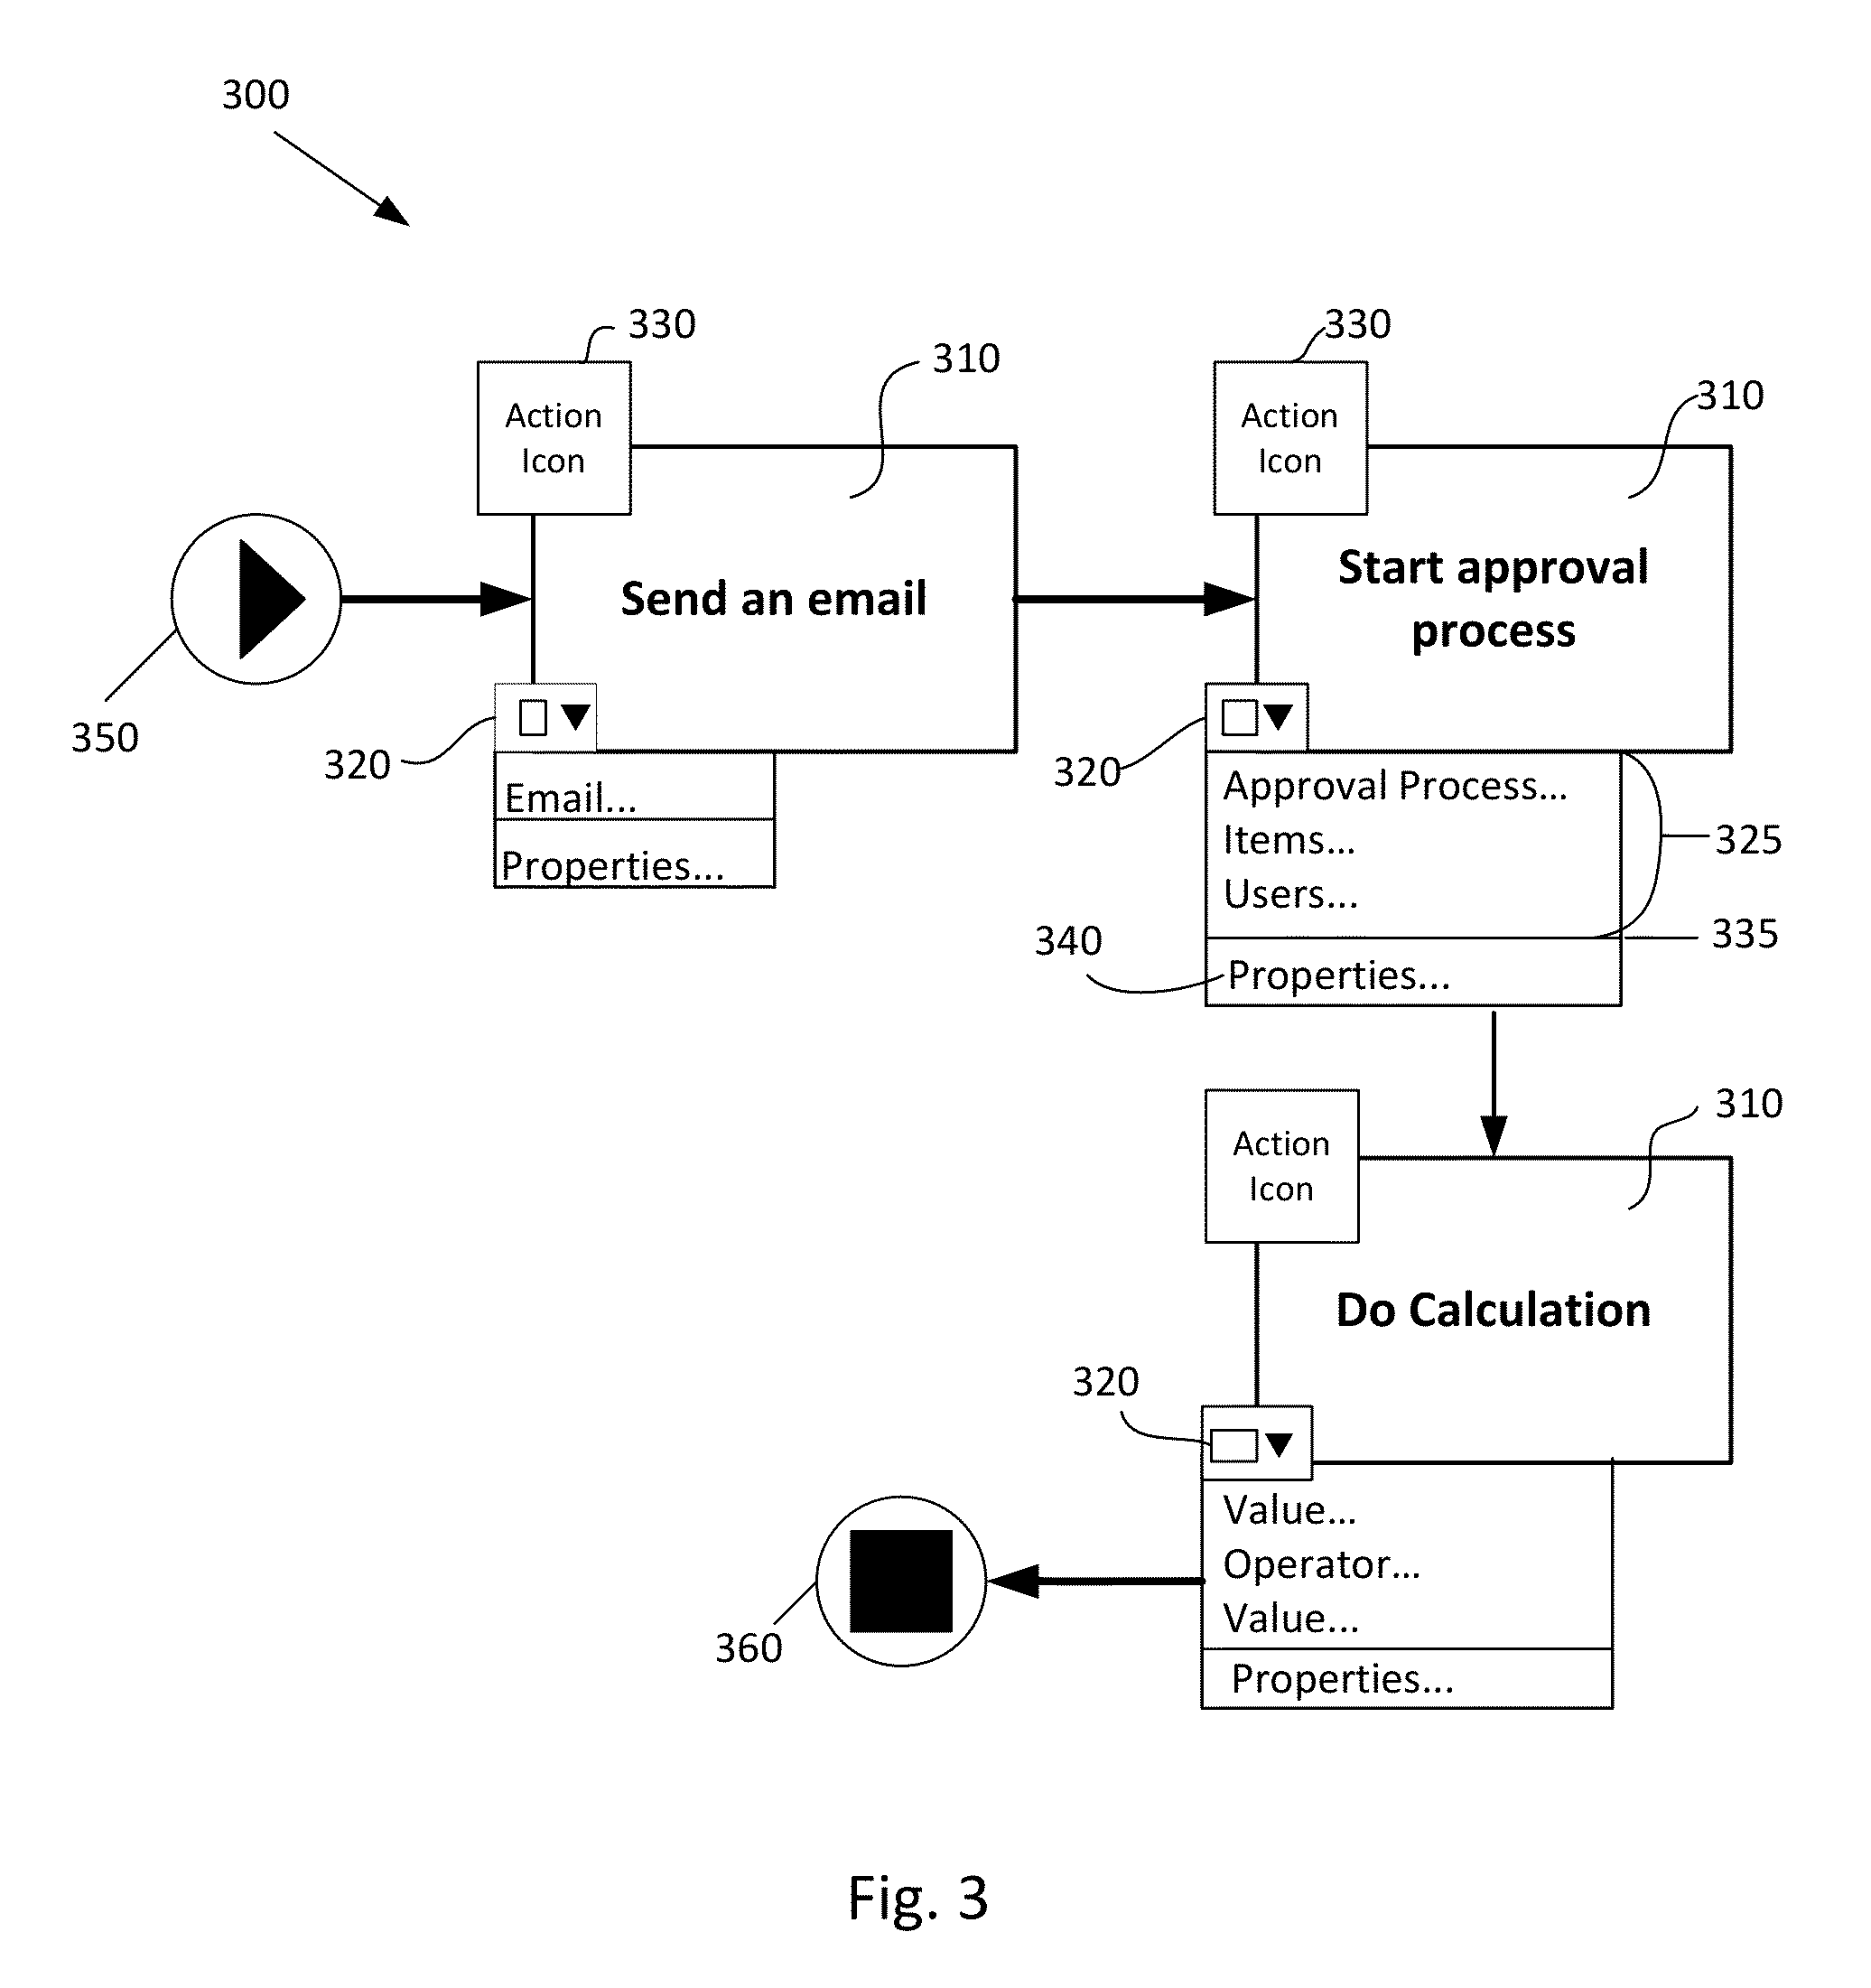 300
330
310
Action
Icon
Send an email
350
320
Email...
Properties...
330
310
Action
Icon
Start approval
process
320
Approval Process...
Items...
Users...
325
335
340
Properties...
310
Action
Icon
Do Calculation
320
Value...
Operator...
Value...
Properties...
360
Fig. 3